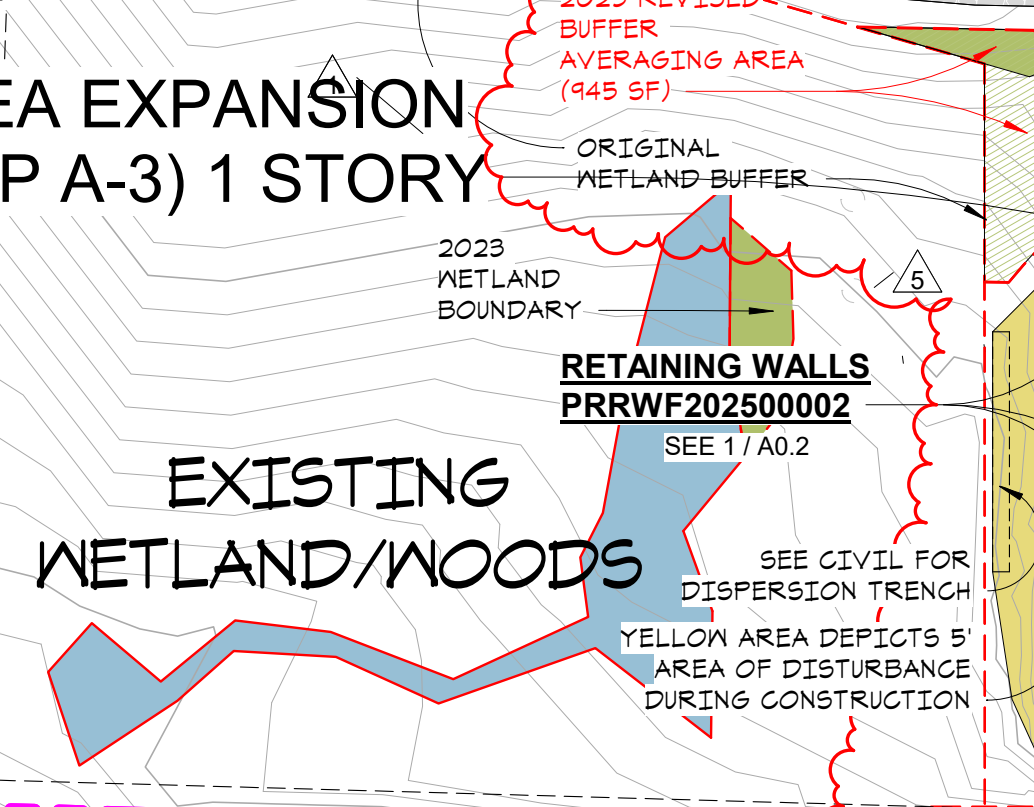 2023 REVISED
BUFFER
AVERAGING AREA
(945 SF)
EA EXPANSION
P A-3) 1 STORY
ORIGINAL
WETLAND BUFFER
2023
WETLAND
BOUNDARY
5
RETAINING WALLS
PRRWF202500002
SEE 1 / A0.2
EXISTING
WETLAND/WOODS
SEE CIVIL FOR
DISPERSION TRENCH
YELLOW AREA DEPICTS 5'
AREA OF DISTURBANCE
DURING CONSTRUCTION